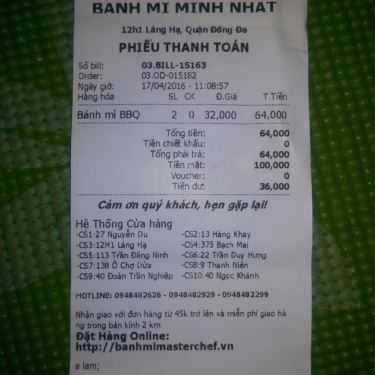 BÁNH MÌ MINH NHẬT
12h1 Láng Hạ, Quận Đống Đa
PHIẾU THANH TOÁN
Số bill: 03.BILL-15163
Order: 03.OD-015182
Ngày giờ: 17/04/2016 - 11:08:57
Hàng hóa SL CK Đ.Giá T.Tiền
Bánh mì BBQ 2 0 32,000 64,000
Tổng tiền: 64,000
Tiền chiết khấu: 0
Tổng phải trả: 64,000
Tiền mặt: 100,000
Voucher: 0
Tiền dư: 36,000
Cảm ơn quý khách, hẹn gặp lại!
Hệ Thống Cửa hàng
-CS1:27 Nguyễn Du -CS2:13 Hàng Khay
-CS3:12H1 Láng Hạ -CS4:375 Bạch Mai
-CS5:113 Trần Đăng Ninh -CS6:22 Trần Duy Hưng
-CS7:138 Ô Chợ Dừa -CS8:9 Thanh Niên
-CS9:40 Đoàn Trần Nghiệp -CS10:40 Ngọc Khánh
HOTLINE: 0948482626 - 0948482929 - 0948482299
Nhận giao với đơn hàng từ 45k trở lên và miễn phí giao hà
ng trong bán kính 2 km
Đặt Hàng Online:
http://banhmimasterchef.vn
a lam;